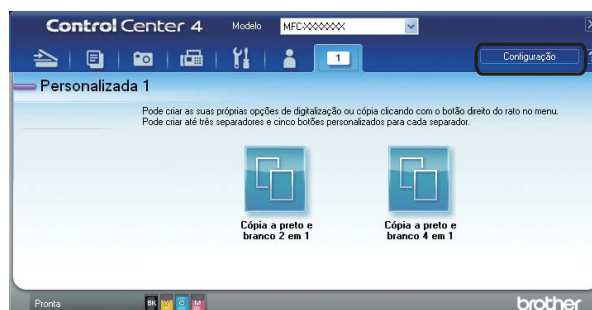 Control Center 4 Modelo MFC-XXXXXXX
1 Configuração ?
Personalizada 1
Pode criar as suas próprias opções de digitalização ou cópia clicando com o botão direito do rato no menu.
Pode criar até três separadores e cinco botões personalizados para cada separador.
Cópia a preto e
branco 2 em 1
Cópia a preto e
branco 4 em 1
Pronta BK Y C M brother